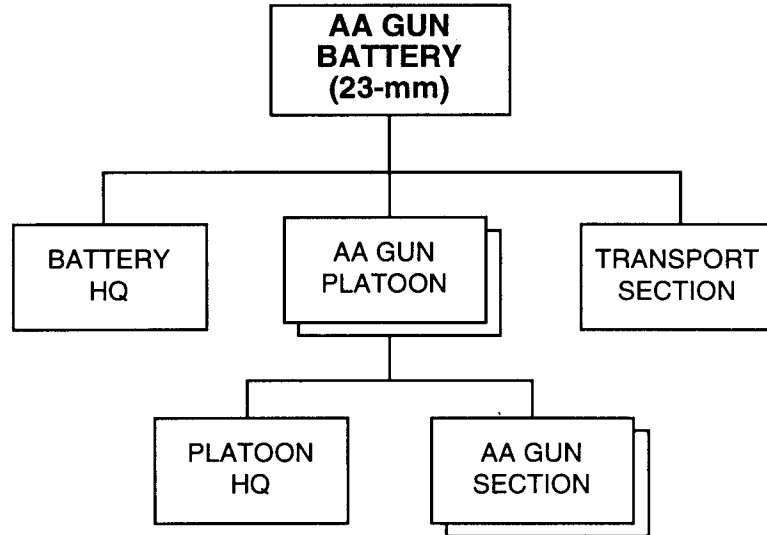 AA GUN
BATTERY
(23-mm)
BATTERY
HQ
AA GUN
PLATOON
TRANSPORT
SECTION
PLATOON
HQ
AA GUN
SECTION